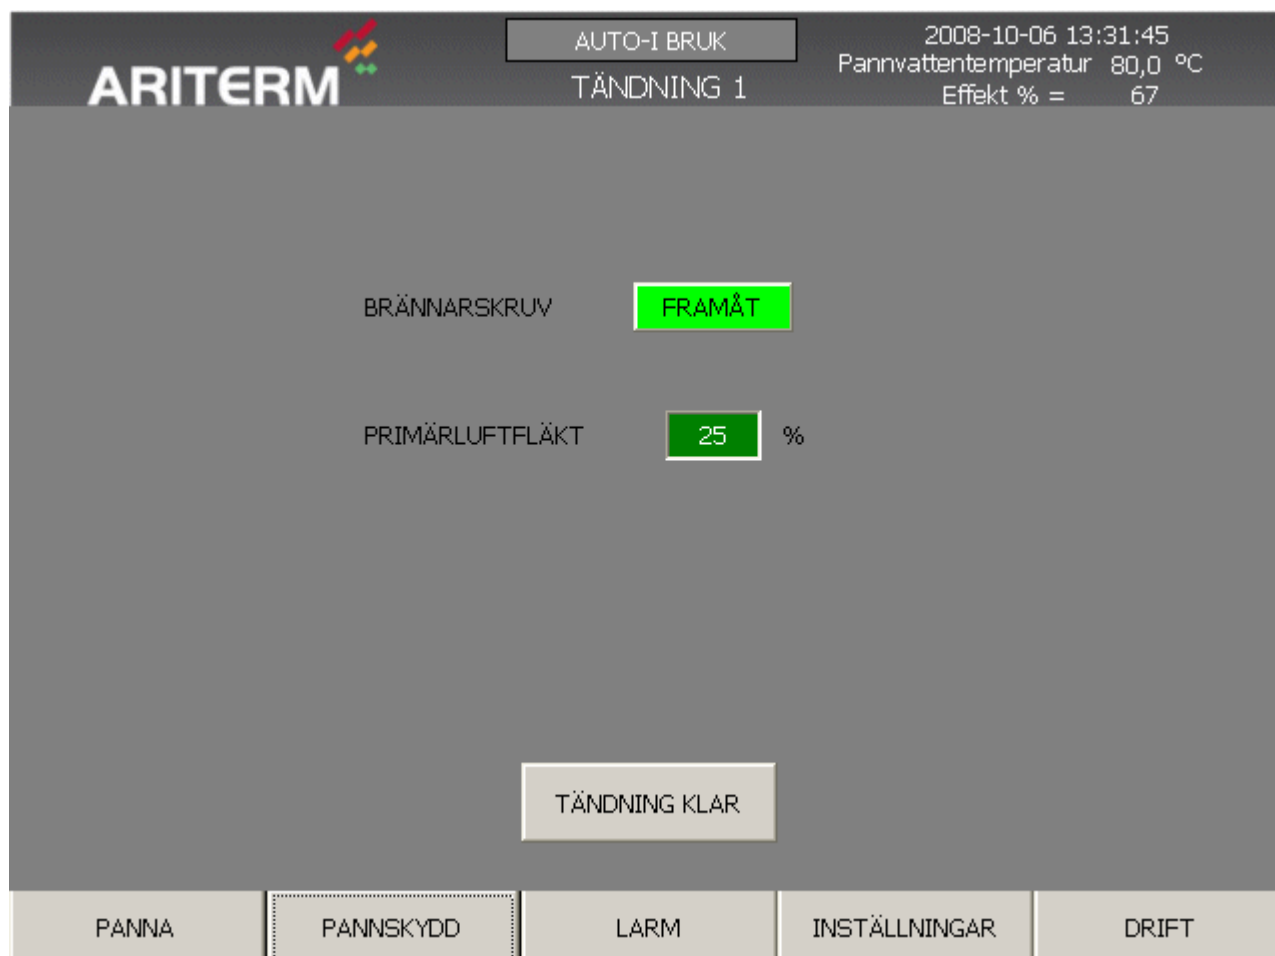 ARITERM
AUTO-I BRUK
TÄNDNING 1
2008-10-06 13:31:45
Pannvattentemperatur 80,0 ºC
Effekt % = 67
BRÄNNARSKRUV FRAMÅT
PRIMÄRLUFTFLÄKT 25 %
TÄNDNING KLAR
PANNA PANNSKYDD LARM INSTÄLLNINGAR DRIFT